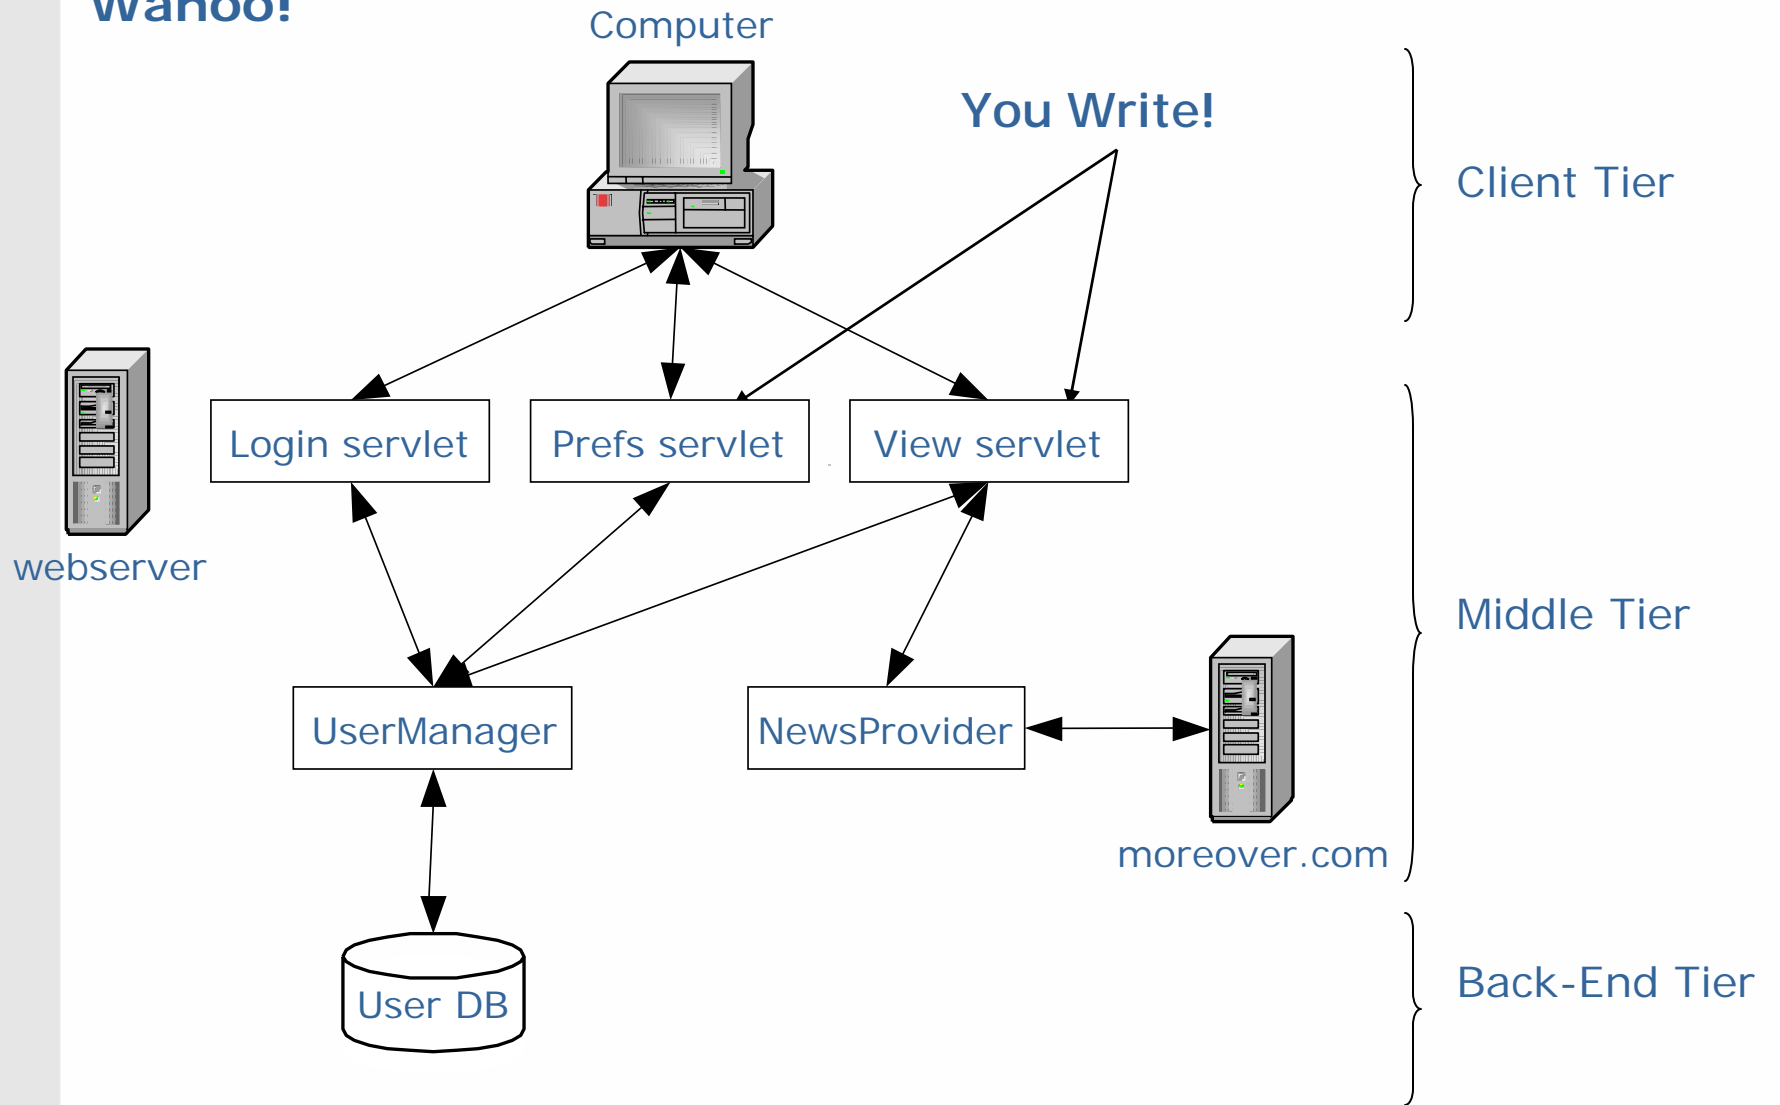 Wahoo!
Computer
You Write!
Client Tier
Login servlet
Prefs servlet
View servlet
webserver
Middle Tier
UserManager
NewsProvider
moreover.com
Back-End Tier
User DB